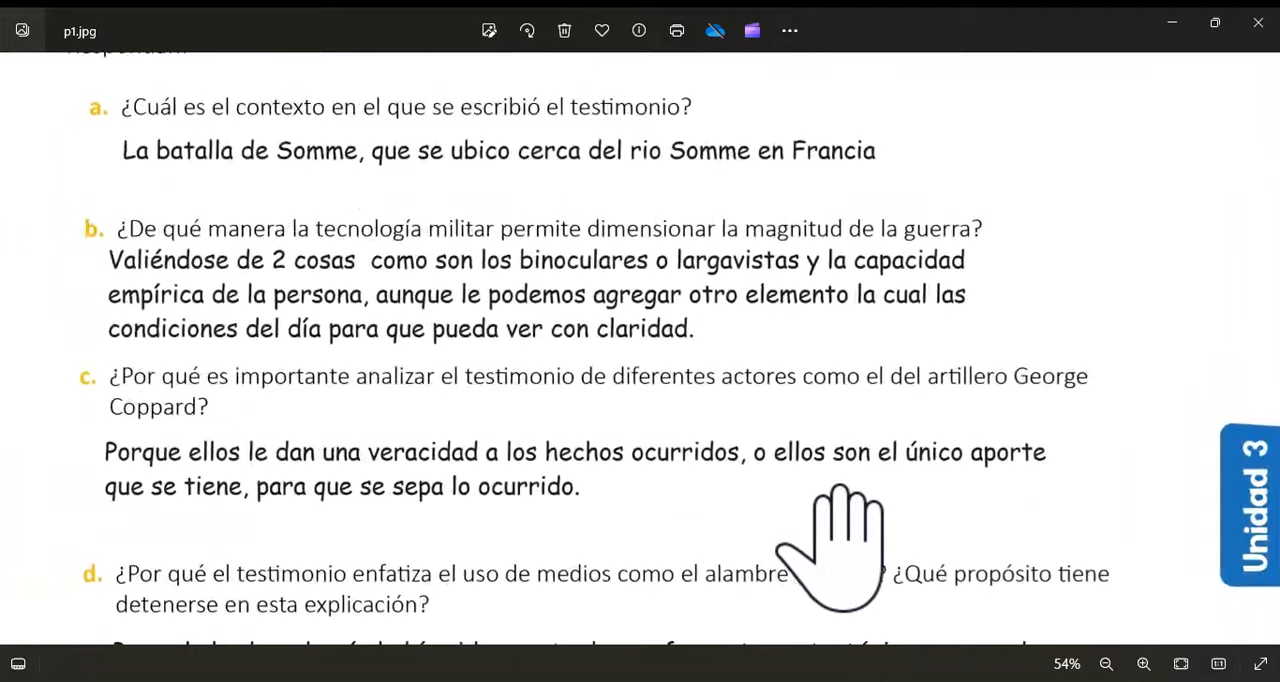 p1.jpg
a. ¿Cuál es el contexto en el que se escribió el testimonio?
La batalla de Somme, que se ubico cerca del rio Somme en Francia
b. ¿De qué manera la tecnología militar permite dimensionar la magnitud de la guerra?
Valiéndose de 2 cosas como son los binoculares o largavistas y la capacidad
empírica de la persona, aunque le podemos agregar otro elemento la cual las
condiciones del día para que pueda ver con claridad.
c. ¿Por qué es importante analizar el testimonio de diferentes actores como el del artillero George
Coppard?
Porque ellos le dan una veracidad a los hechos ocurridos, o ellos son el único aporte
que se tiene, para que se sepa lo ocurrido.
Unidad 3
d. ¿Por qué el testimonio enfatiza el uso de medios como el alambre ¿Qué propósito tiene
detenerse en esta explicación?
54%